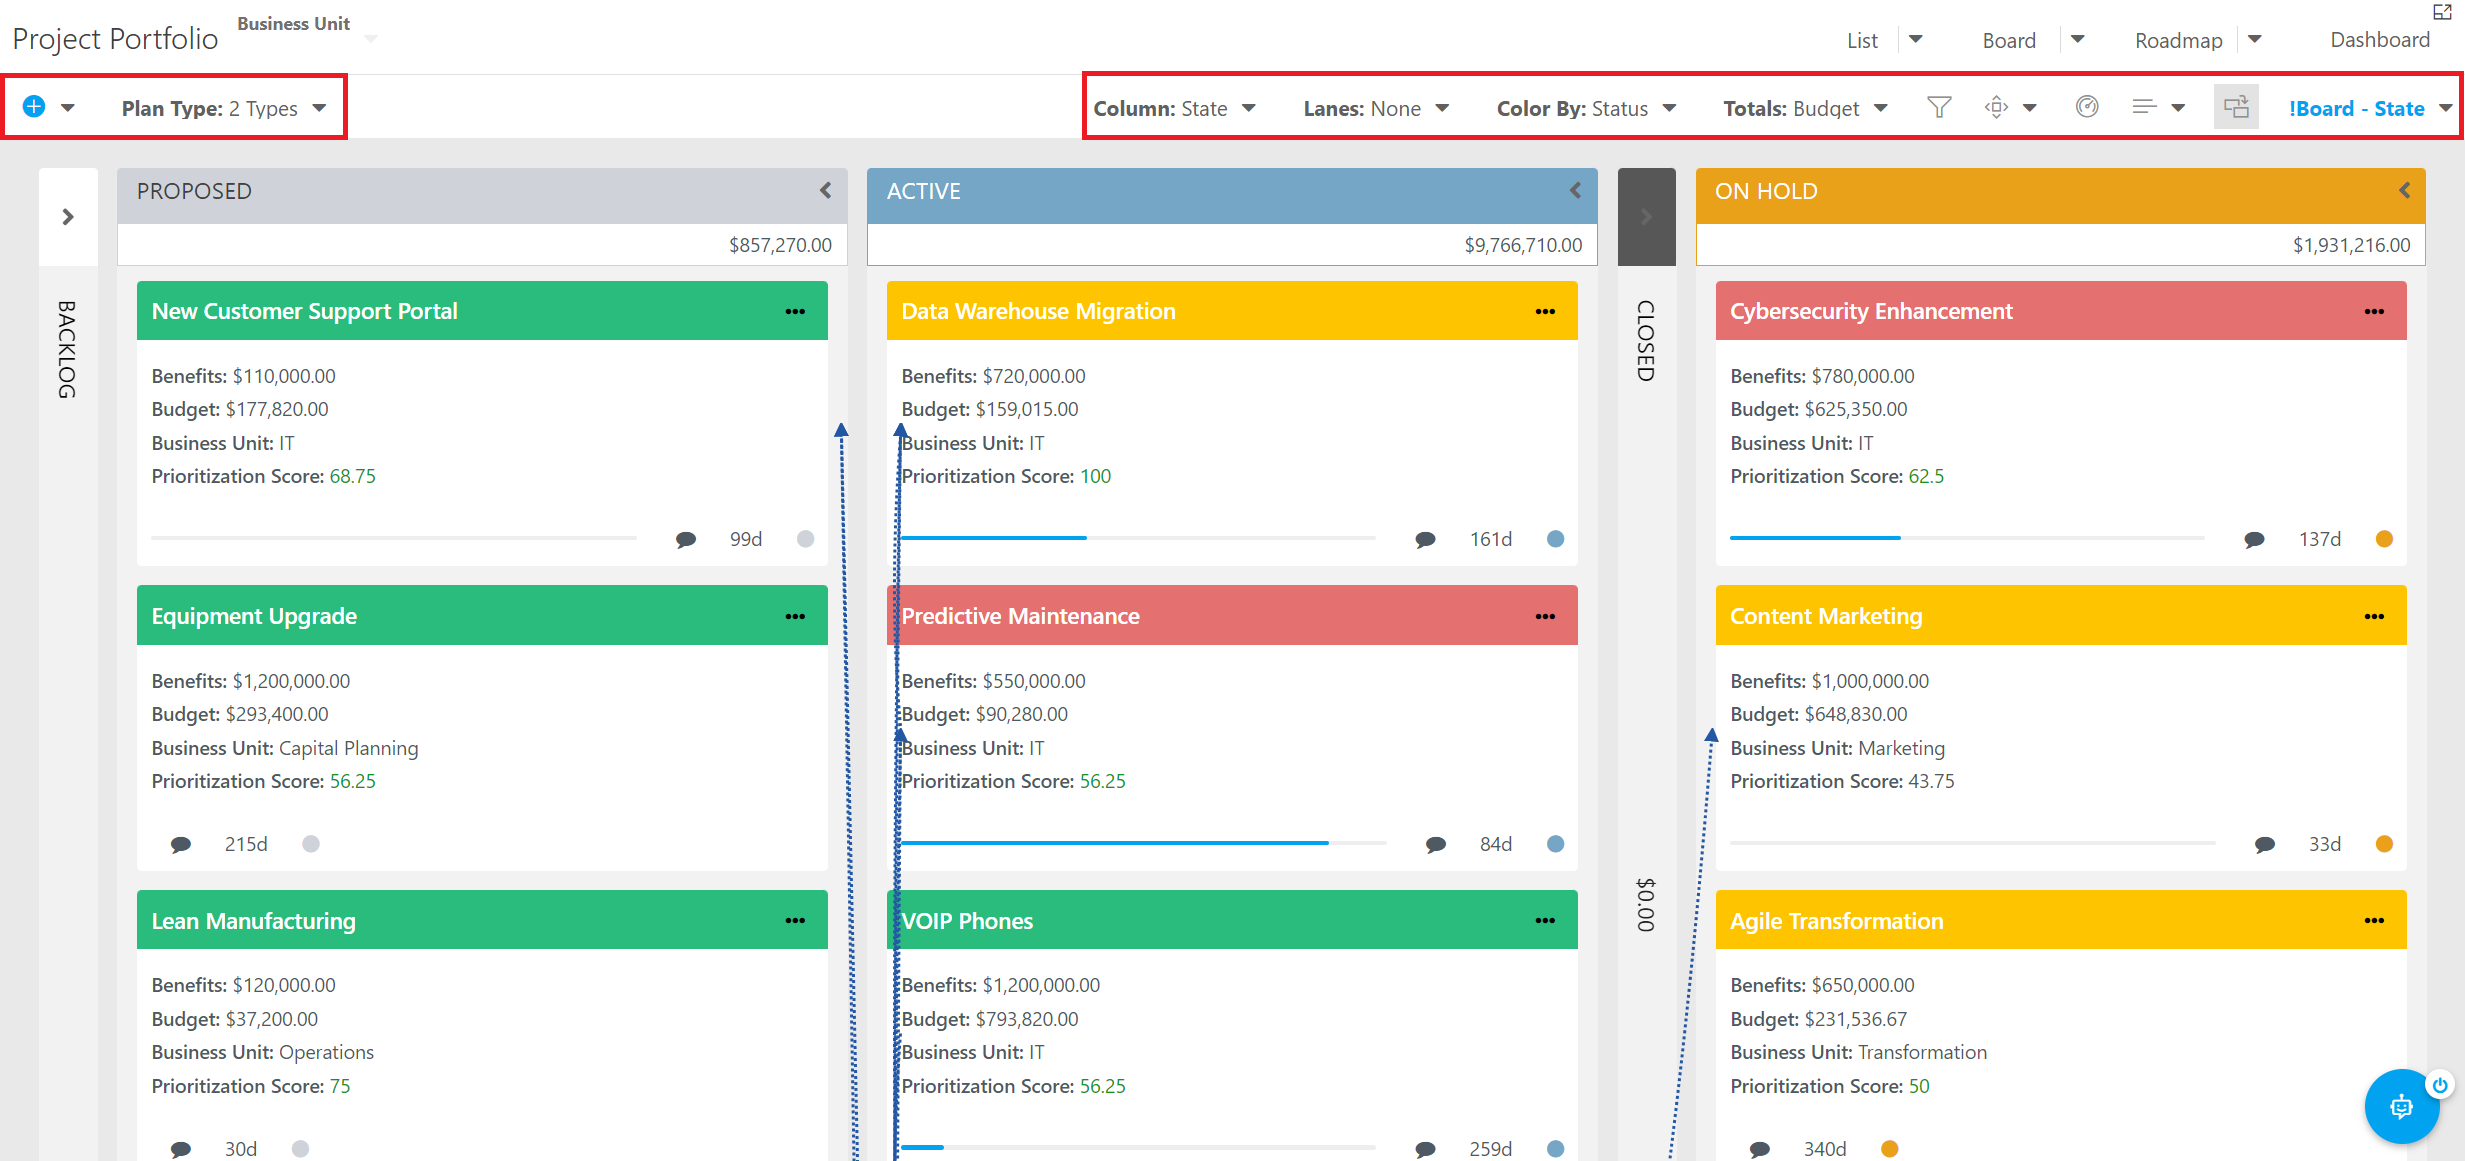 Project Portfolio
Business Unit
List
Board
Roadmap
Dashboard
Plan Type: 2 Types
Column: State
Lanes: None
Color By: Status
Totals: Budget
!Board - State
BACKLOG
PROPOSED
$857,270.00
New Customer Support Portal
Benefits: $110,000.00
Budget: $177,820.00
Business Unit: IT
Prioritization Score: 68.75
99d
Equipment Upgrade
Benefits: $1,200,000.00
Budget: $293,400.00
Business Unit: Capital Planning
Prioritization Score: 56.25
215d
Lean Manufacturing
Benefits: $120,000.00
Budget: $37,200.00
Business Unit: Operations
Prioritization Score: 75
30d
ACTIVE
$9,766,710.00
Data Warehouse Migration
Benefits: $720,000.00
Budget: $159,015.00
Business Unit: IT
Prioritization Score: 100
161d
Predictive Maintenance
Benefits: $550,000.00
Budget: $90,280.00
Business Unit: IT
Prioritization Score: 56.25
84d
VOIP Phones
Benefits: $1,200,000.00
Budget: $793,820.00
Business Unit: IT
Prioritization Score: 56.25
259d
CLOSED
$0.00
ON HOLD
$1,931,216.00
Cybersecurity Enhancement
Benefits: $780,000.00
Budget: $625,350.00
Business Unit: IT
Prioritization Score: 62.5
137d
Content Marketing
Benefits: $1,000,000.00
Budget: $648,830.00
Business Unit: Marketing
Prioritization Score: 43.75
33d
Agile Transformation
Benefits: $650,000.00
Budget: $231,536.67
Business Unit: Transformation
Prioritization Score: 50
340d